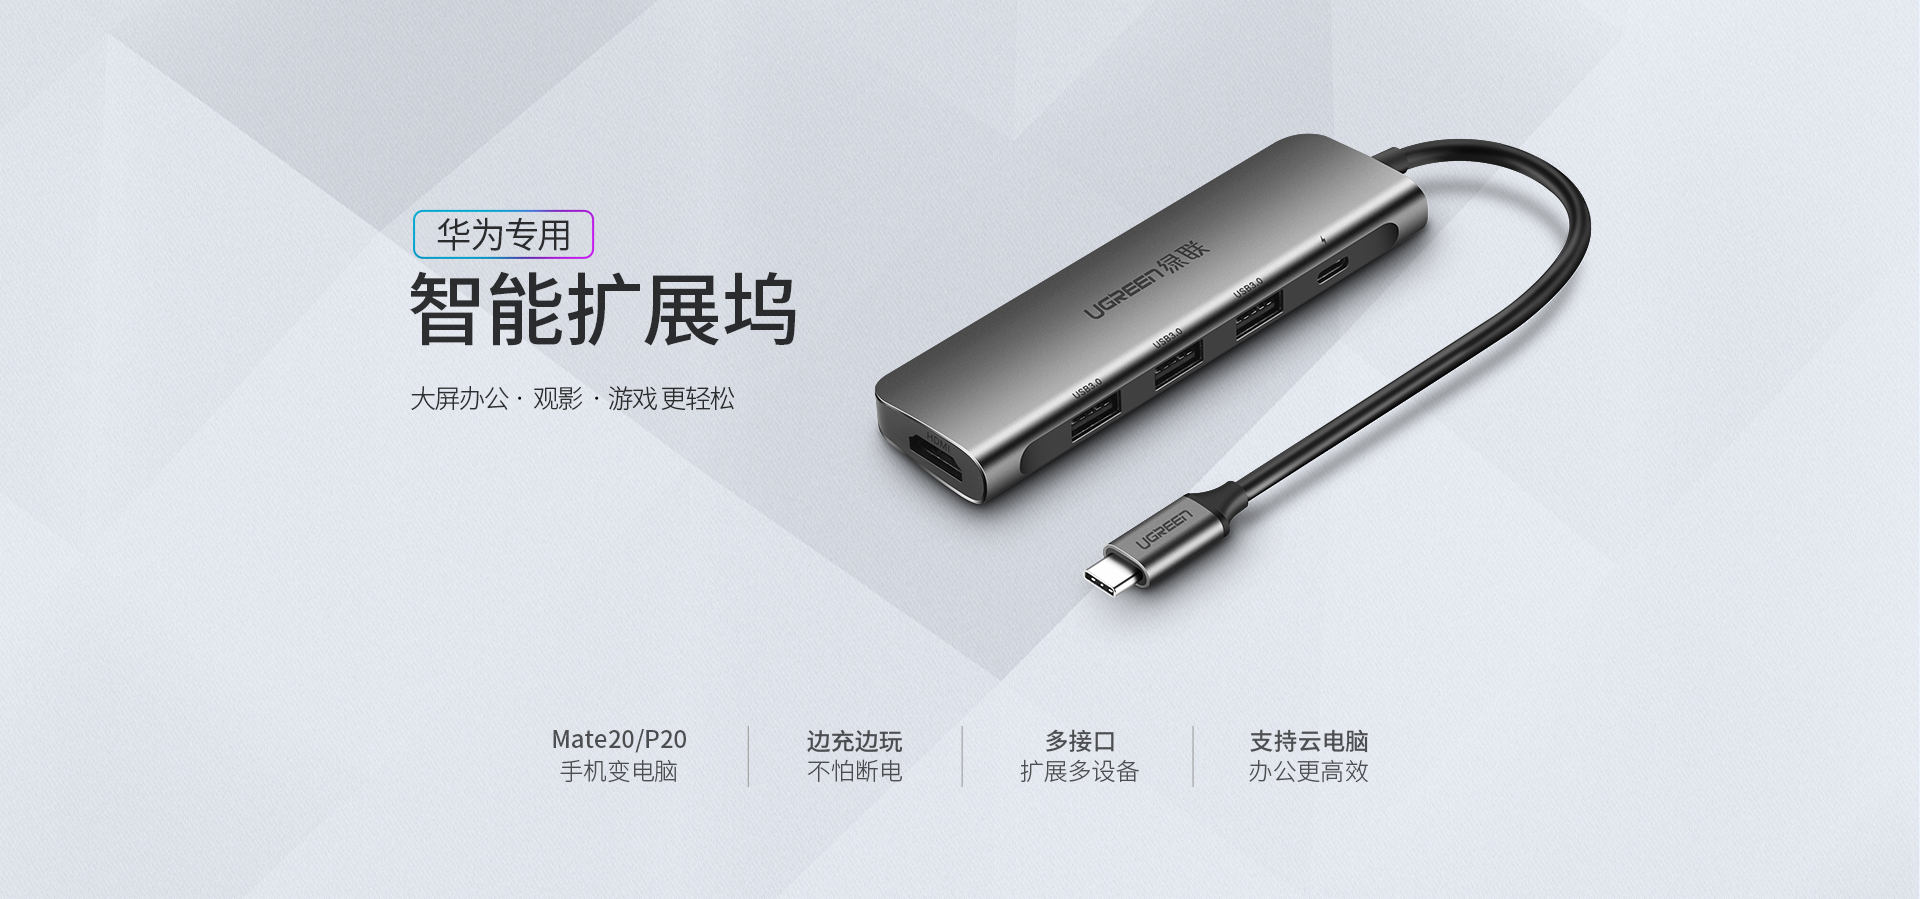 华为专用
智能扩展坞
大屏办公 · 观影 · 游戏 更轻松
UGREEN绿联
USB3.0
USB3.0
USB3.0
HDMI
UGREEN
Mate20/P20
手机变电脑
边充边玩
不怕断电
多接口
扩展多设备
支持云电脑
办公更高效